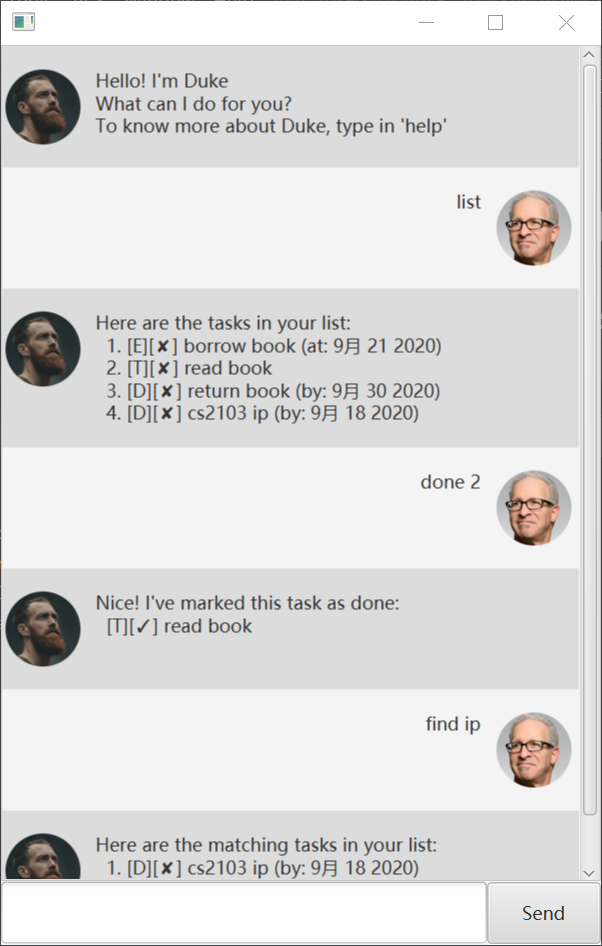 Hello! I'm Duke
What can I do for you?
To know more about Duke, type in 'help'
list
Here are the tasks in your list:
1. [E][✘] borrow book (at: 9月 21 2020)
2. [T][✘] read book
3. [D][✘] return book (by: 9月 30 2020)
4. [D][✘] cs2103 ip (by: 9月 18 2020)
done 2
Nice! I've marked this task as done:
[T][✓] read book
find ip
Here are the matching tasks in your list:
1. [D][✘] cs2103 ip (by: 9月 18 2020)
Send